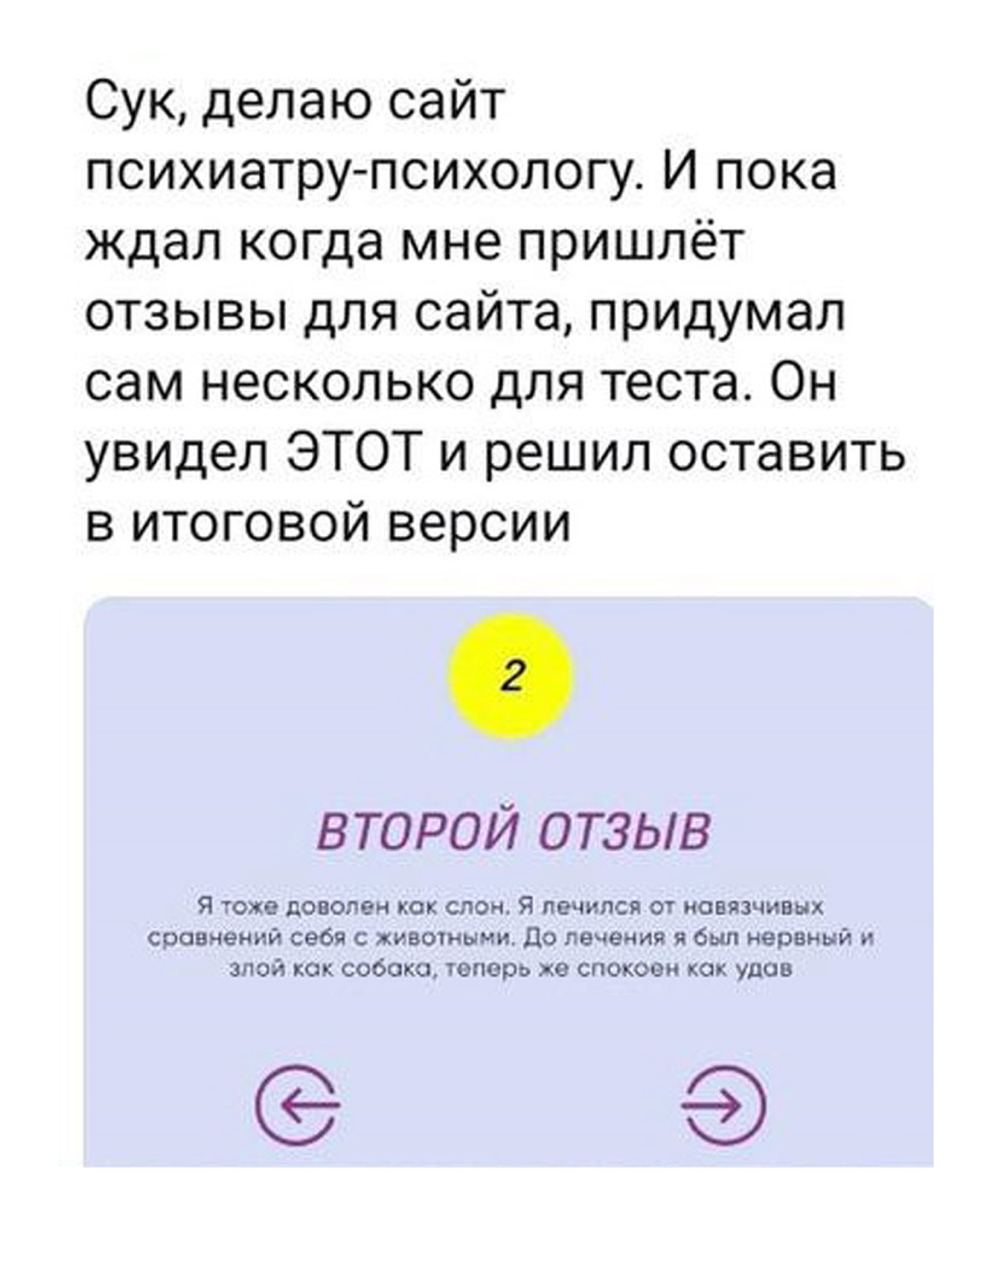 Сук, делаю сайт
психиатру-психологу. И пока
ждал когда мне пришлёт
отзывы для сайта, придумал
сам несколько для теста. Он
увидел ЭТОТ и решил оставить
в итоговой версии
2
ВТОРОЙ ОТЗЫВ
Я тоже доволен как слон. Я лечился от навязчивых
сравнений себя с животными. До лечения я был нервный и
злой как собака, теперь же спокоен как удав